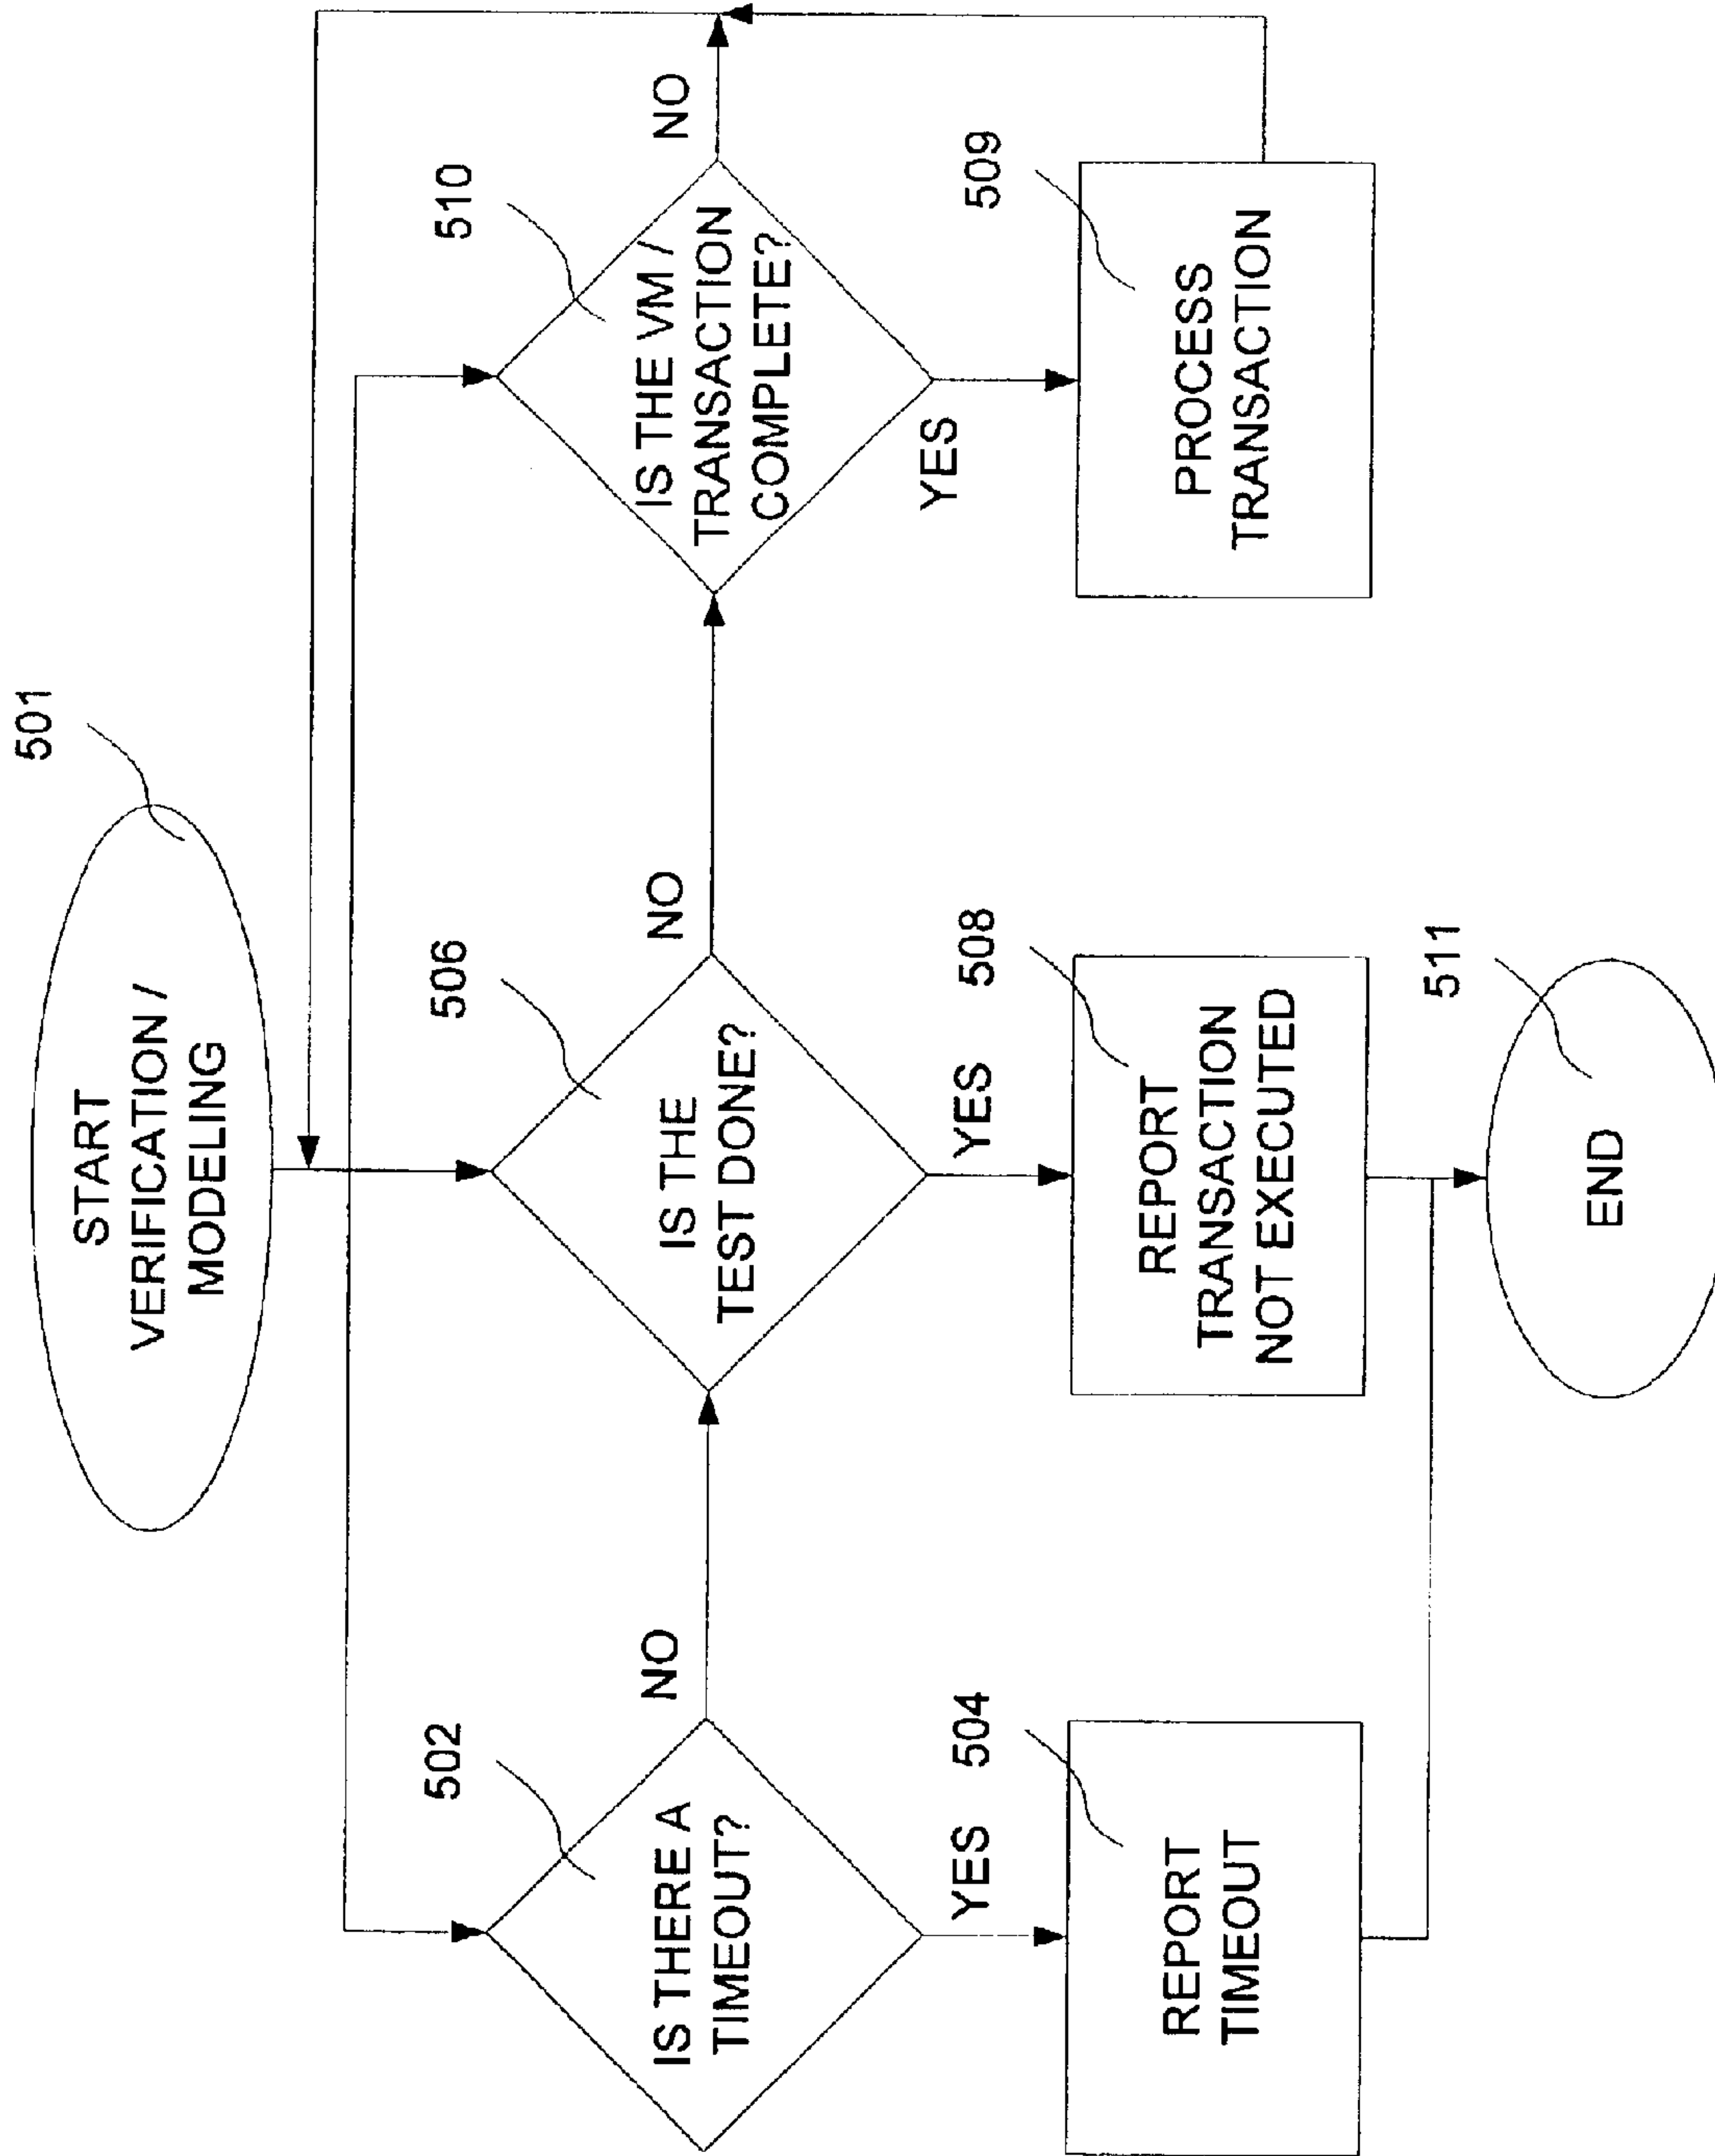 501
START
VERIFICATION /
MODELING
502
IS THERE A
TIMEOUT?
NO
YES
504
REPORT
TIMEOUT
506
IS THE
TEST DONE?
NO
YES
508
REPORT
TRANSACTION
NOT EXECUTED
510
IS THE VM /
TRANSACTION
COMPLETE?
NO
YES
509
PROCESS
TRANSACTION
511
END